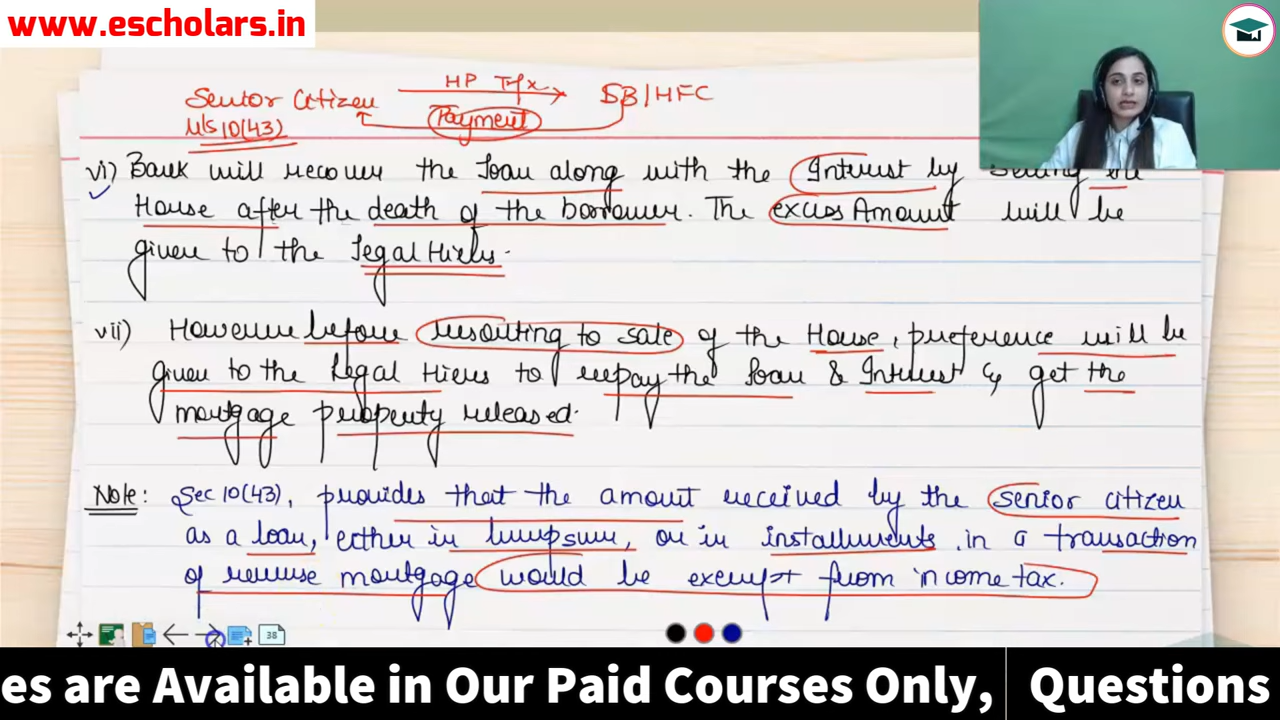 www.escholars.in
Senior Citizen HP Tfx SB/HFC
u/s 10(43) Payment
vi) Bank will recover the loan along with the Interest by selling the
House after the death of the borrower. The excess Amount will be
given to the legal Hiers.
vii) However before resorting to sale of the House, preference will be
given to the Legal Hiers to repay the loan & Interest & get the
mortgage property released.
Note: Sec 10(43), provides that the amount received by the senior citizen
as a loan, either in lumpsum, or in installments in a transaction
of reverse mortgage would be exempt from income tax.
38
es are Available in Our Paid Courses Only, Questions